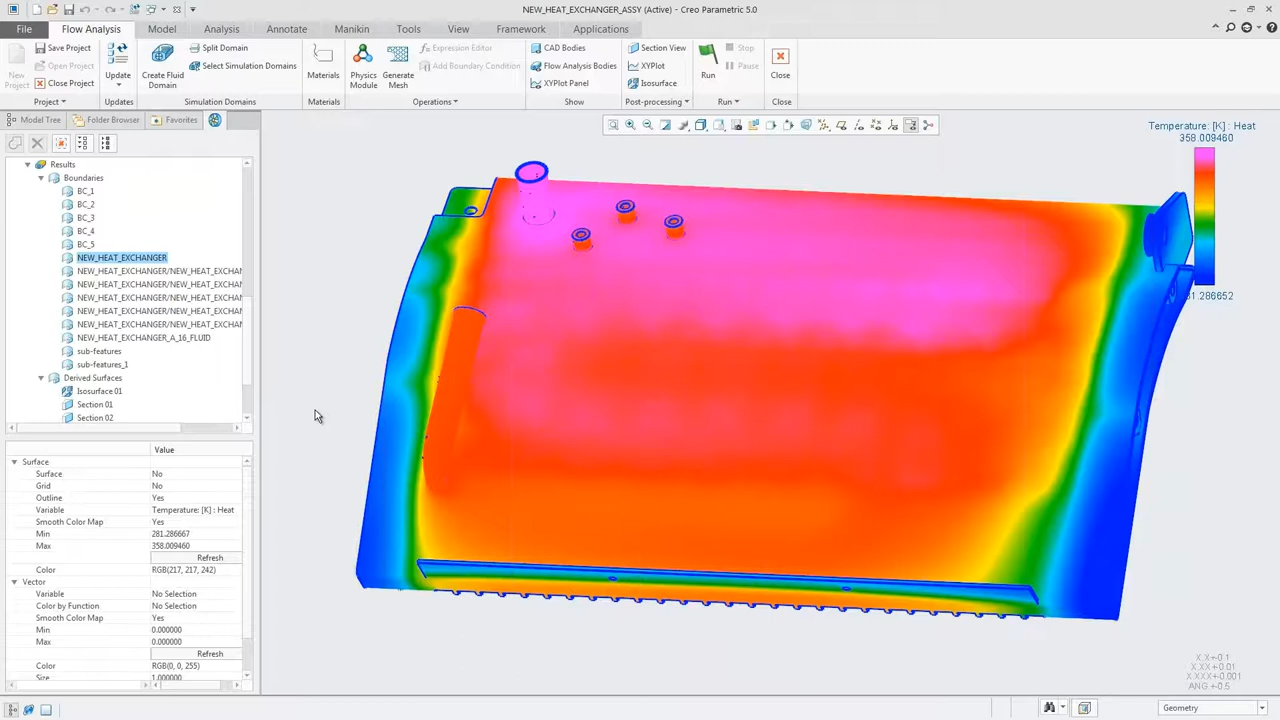 NEW_HEAT_EXCHANGER_ASSY (Active) - Creo Parametric 5.0
File
Flow Analysis
Model
Analysis
Annotate
Manikin
Tools
View
Framework
Applications
New Project
Save Project
Open Project
Close Project
Update
Create Fluid Domain
Split Domain
Select Simulation Domains
Materials
Physics Module
Generate Mesh
Expression Editor
Add Boundary Condition
CAD Bodies
Flow Analysis Bodies
XYPlot Panel
Section View
XYPlot
Isosurface
Run
Stop
Pause
Close
Project
Updates
Simulation Domains
Materials
Operations
Show
Post-processing
Run
Close
Model Tree
Folder Browser
Favorites
Results
Boundaries
BC_1
BC_2
BC_3
BC_4
BC_5
NEW_HEAT_EXCHANGER
NEW_HEAT_EXCHANGER/NEW_HEAT_EXCHAN
NEW_HEAT_EXCHANGER/NEW_HEAT_EXCHAN
NEW_HEAT_EXCHANGER/NEW_HEAT_EXCHAN
NEW_HEAT_EXCHANGER/NEW_HEAT_EXCHAN
NEW_HEAT_EXCHANGER/NEW_HEAT_EXCHAN
NEW_HEAT_EXCHANGER_A_16_FLUID
sub-features
sub-features_1
Derived Surfaces
Isosurface 01
Section 01
Section 02
Value
Surface
Surface No
Grid No
Outline Yes
Variable Temperature: [K] : Heat
Smooth Color Map Yes
Min 281.286667
Max 358.009460
Refresh
Color RGB(217, 217, 242)
Vector
Variable No Selection
Color by Function No Selection
Smooth Color Map Yes
Min 0.000000
Max 0.000000
Refresh
Color RGB(0, 0, 255)
Size 1.000000
Temperature: [K] : Heat
358.009460
81.286652
X.X+-0.1
X.XX+-0.01
X.XXX+-0.001
ANG.+-0.5
Geometry